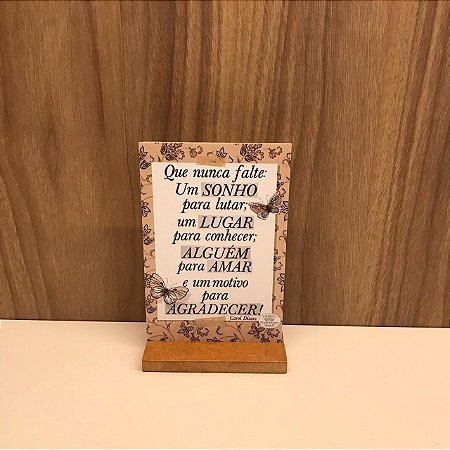 Que nunca falte:
Um SONHO
para lutar;
um LUGAR
para conhecer;
ALGUÉM
para AMAR
e um motivo
para
AGRADECER!